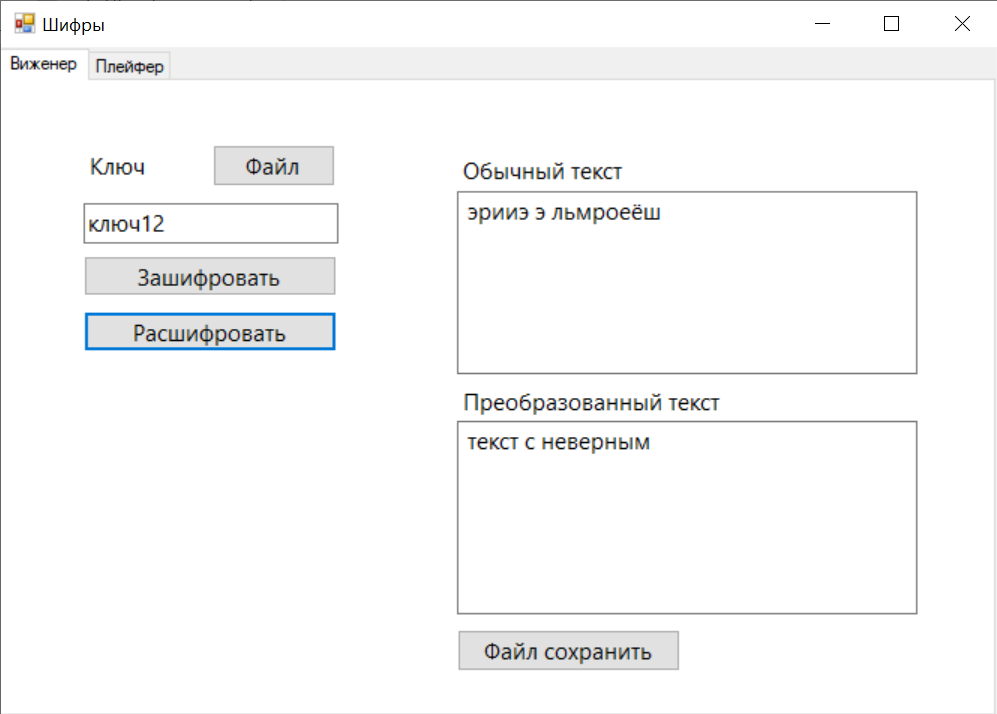 Шифры
Виженер
Плейфер
Ключ
Файл
ключ12
Зашифровать
Расшифровать
Обычный текст
эрииэ э льмроеёш
Преобразованный текст
текст с неверным
Файл сохранить